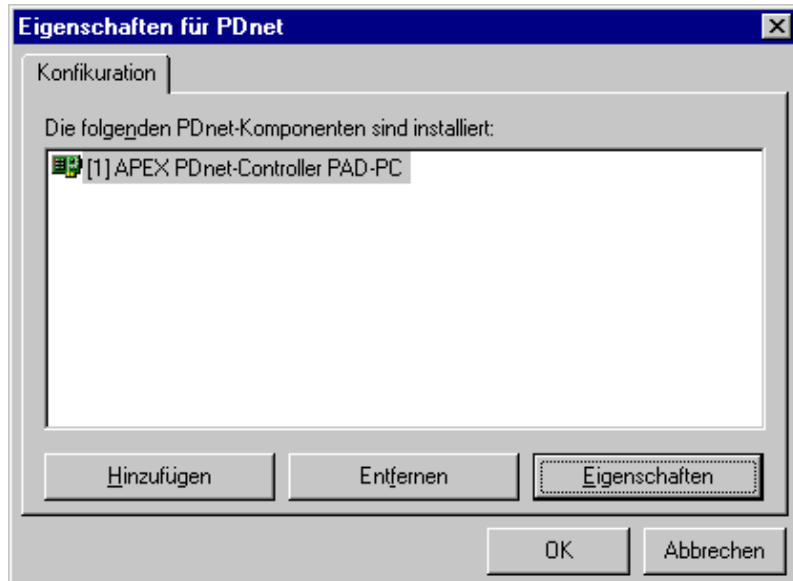 Eigenschaften für PDnet
Konfikuration
Die folgenden PDnet-Komponenten sind installiert:
[1] APEX PDnet-Controller PAD-PC
Hinzufügen Entfernen Eigenschaften
OK Abbrechen